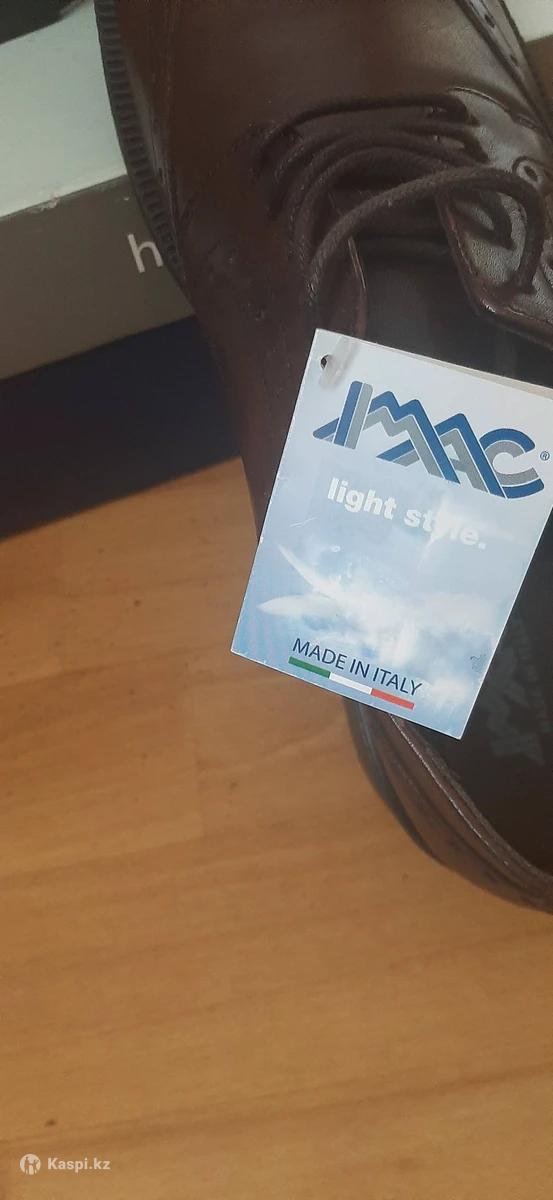 h
IMAC®
light style.
MADE IN ITALY
Kaspi.kz